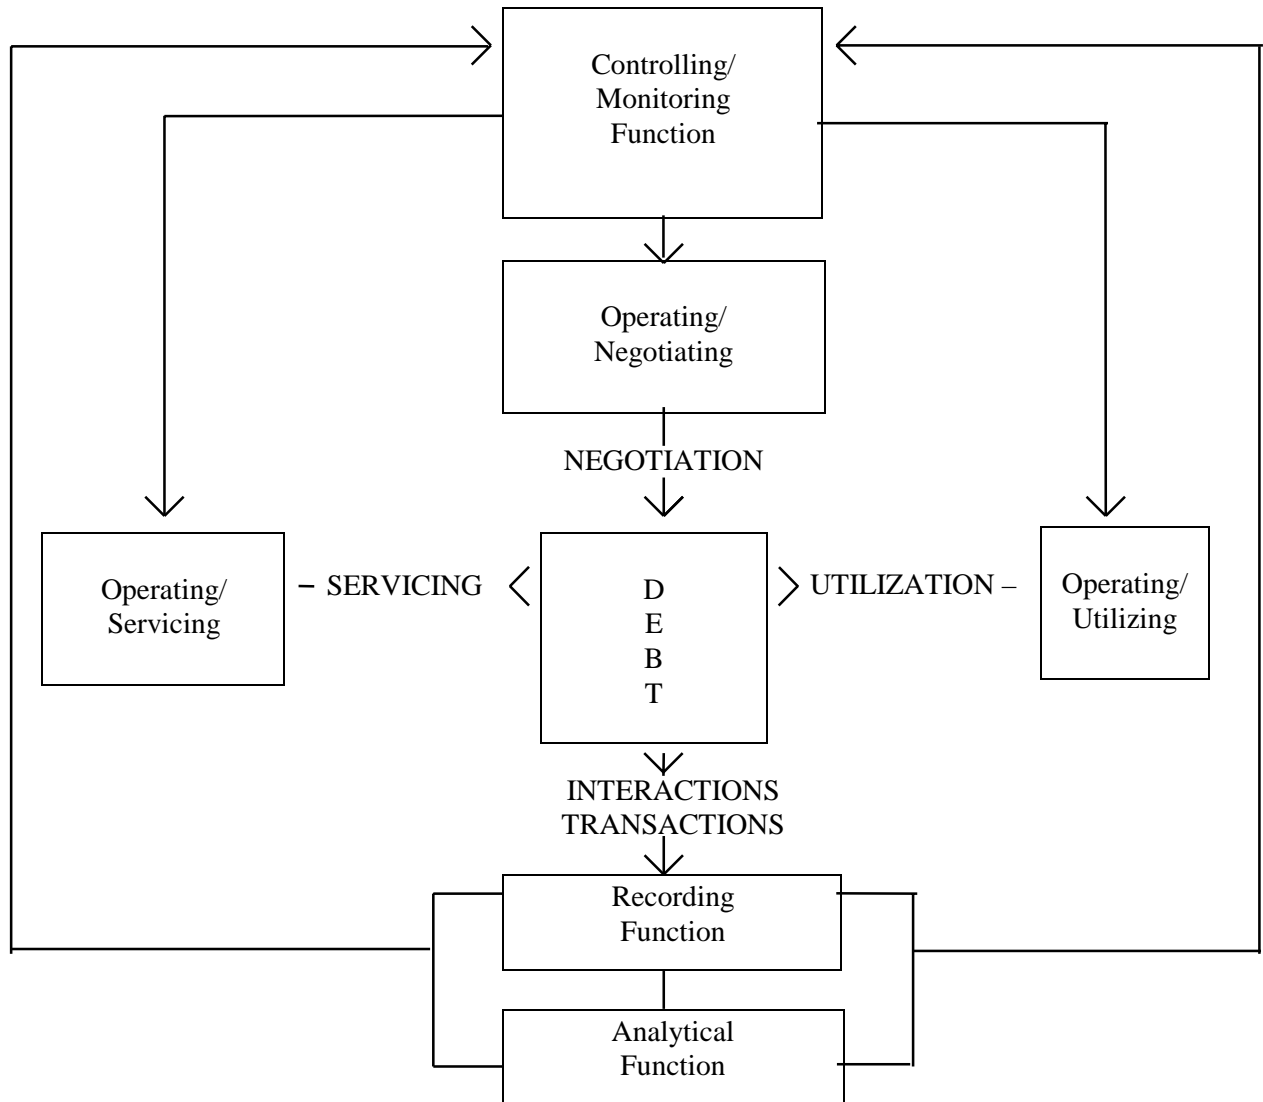 Controlling/
Monitoring
Function
Operating/
Negotiating
NEGOTIATION
Operating/
Servicing
– SERVICING
D
E
B
T
UTILIZATION –
Operating/
Utilizing
INTERACTIONS
TRANSACTIONS
Recording
Function
Analytical
Function